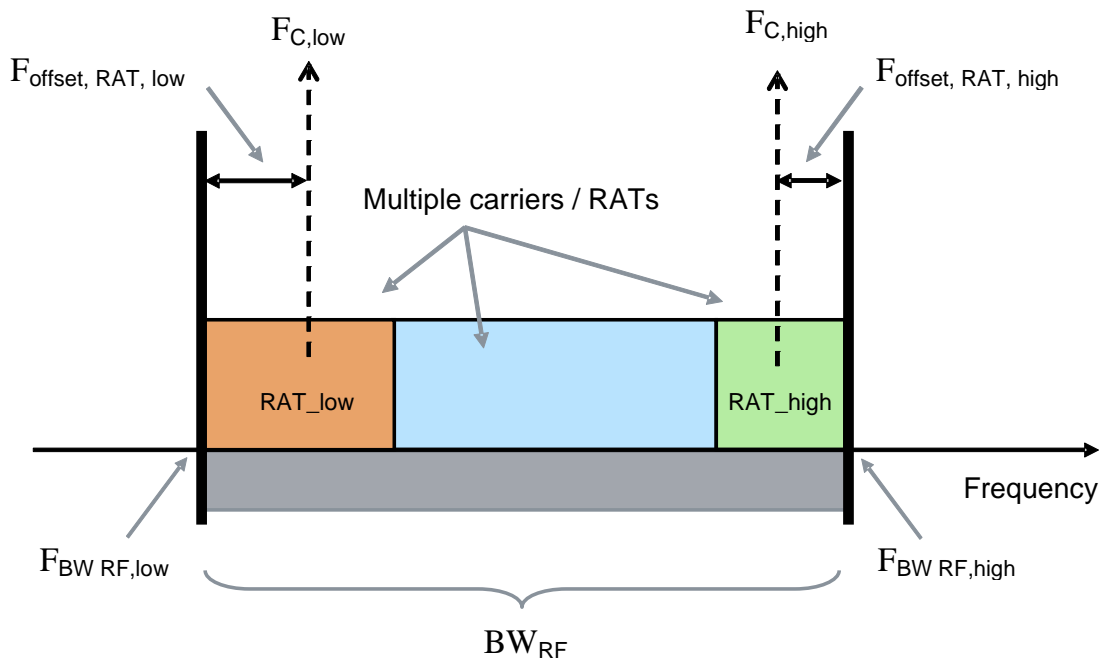 F_C,low
F_C,high
F_offset, RAT, low
F_offset, RAT, high
Multiple carriers / RATs
RAT_low
RAT_high
Frequency
F_BW RF,low
F_BW RF,high
BW_RF